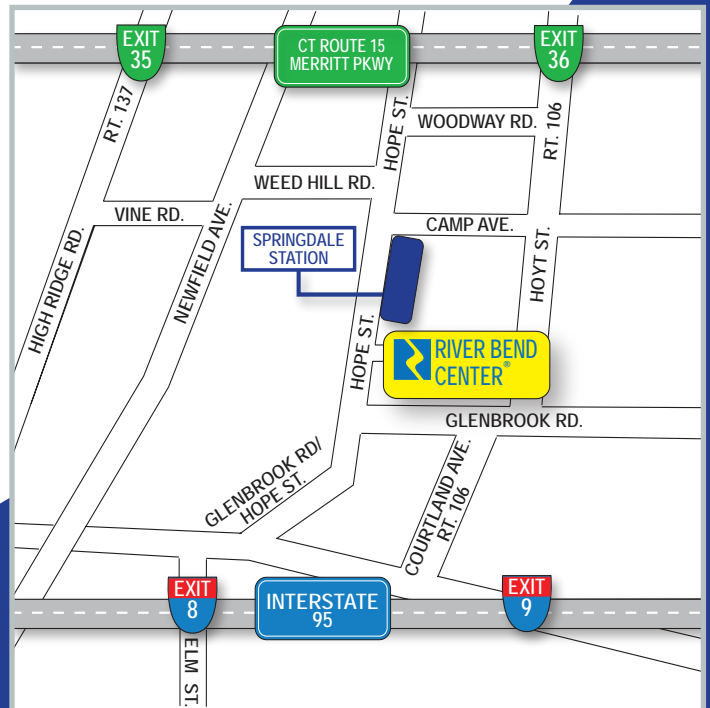 EXIT
35
CT ROUTE 15
MERRITT PKWY
EXIT
36
RT. 137
HOPE ST.
WOODWAY RD.
RT. 106
WEED HILL RD.
VINE RD.
NEWFIELD AVE.
CAMP AVE.
SPRINGDALE
STATION
HIGH RIDGE RD.
HOYT ST.
HOPE ST.
RIVER BEND
CENTER®
GLENBROOK RD.
GLENBROOK RD/
HOPE ST.
COURTLAND AVE.
RT. 106
EXIT
8
INTERSTATE
95
EXIT
9
ELM ST.